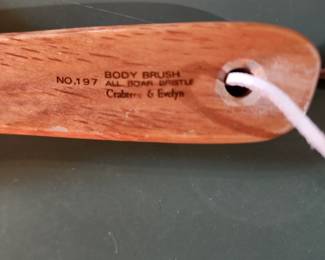 NO.197 BODY BRUSH
ALL BOAR BRISTLE
Crabtree & Evelyn